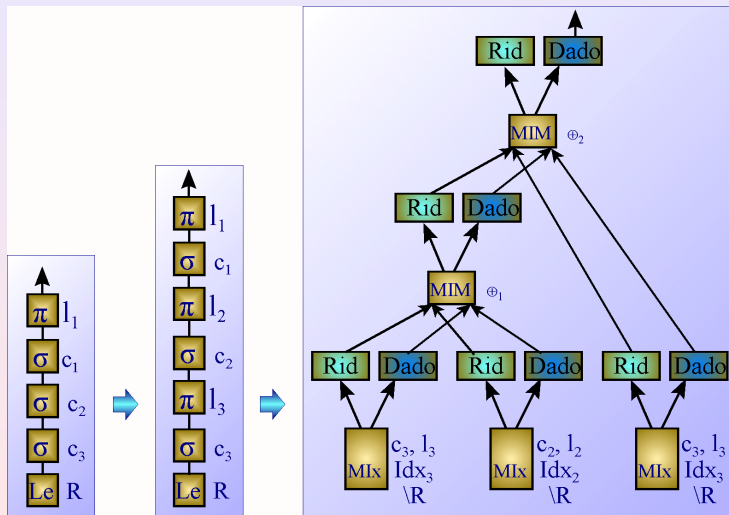 π l₁
σ c₁
σ c₂
σ c₃
Le R
π l₁
σ c₁
π l₂
σ c₂
π l₃
σ c₃
Le R
Rid Dado
MIM ⊕₂
Rid Dado
MIM ⊕₁
Rid Dado Rid Dado Rid Dado
MIx c₃, l₃
Idx₃
\R
MIx c₂, l₂
Idx₂
\R
MIx c₃, l₃
Idx₃
\R